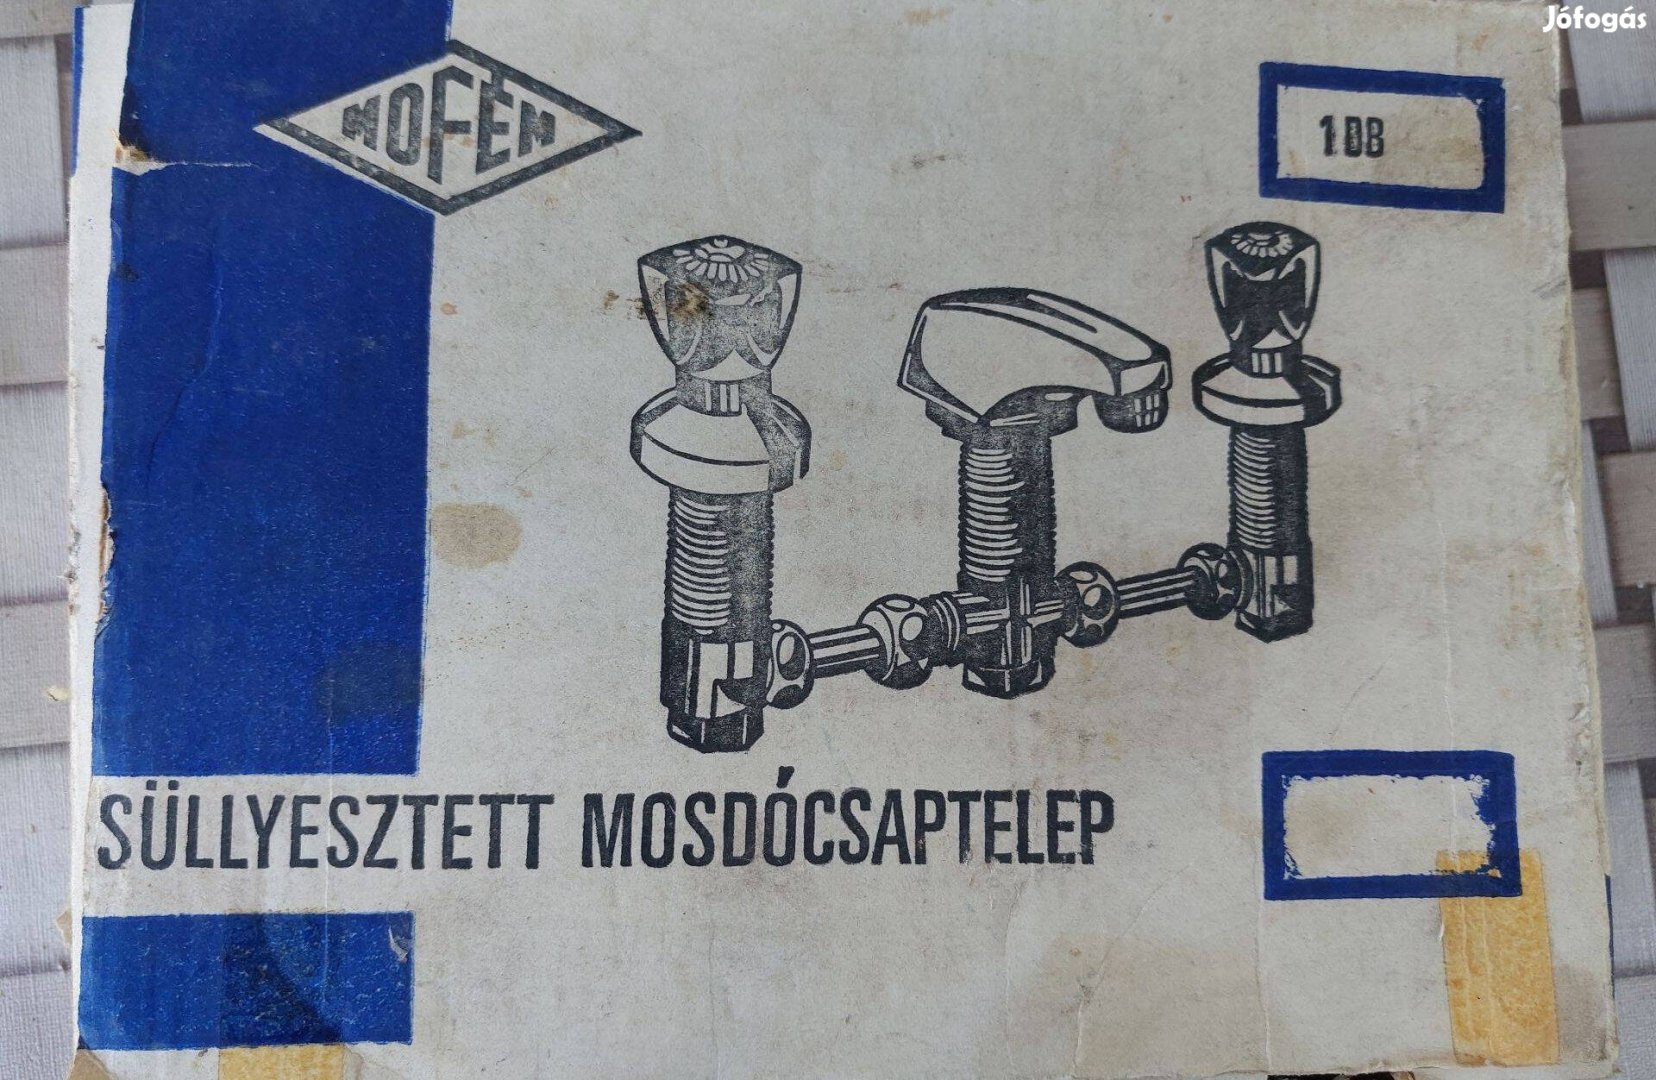 Jófogás
MOFÉM
1 DB
SÜLLYESZTETT MOSDÓCSAPTELEP